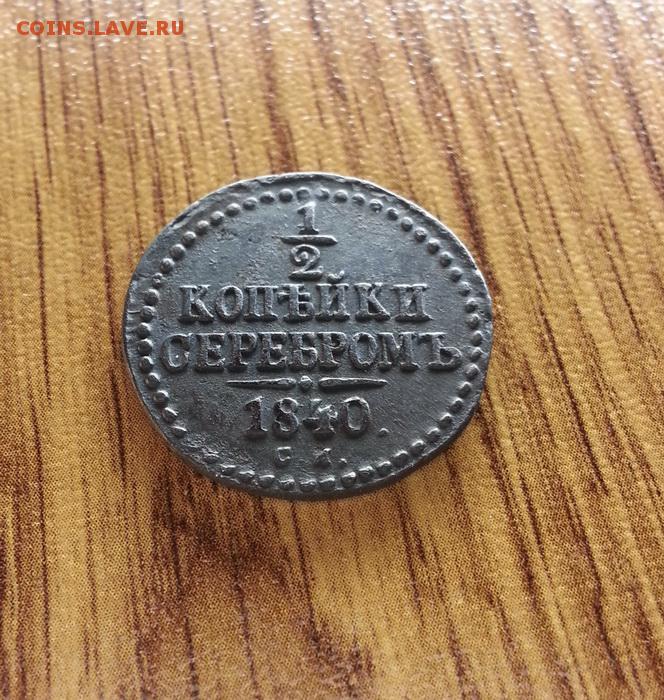 COINS.LAVE.RU
1/2
КОПѢЙКИ
СЕРЕБРОМЪ
1840.